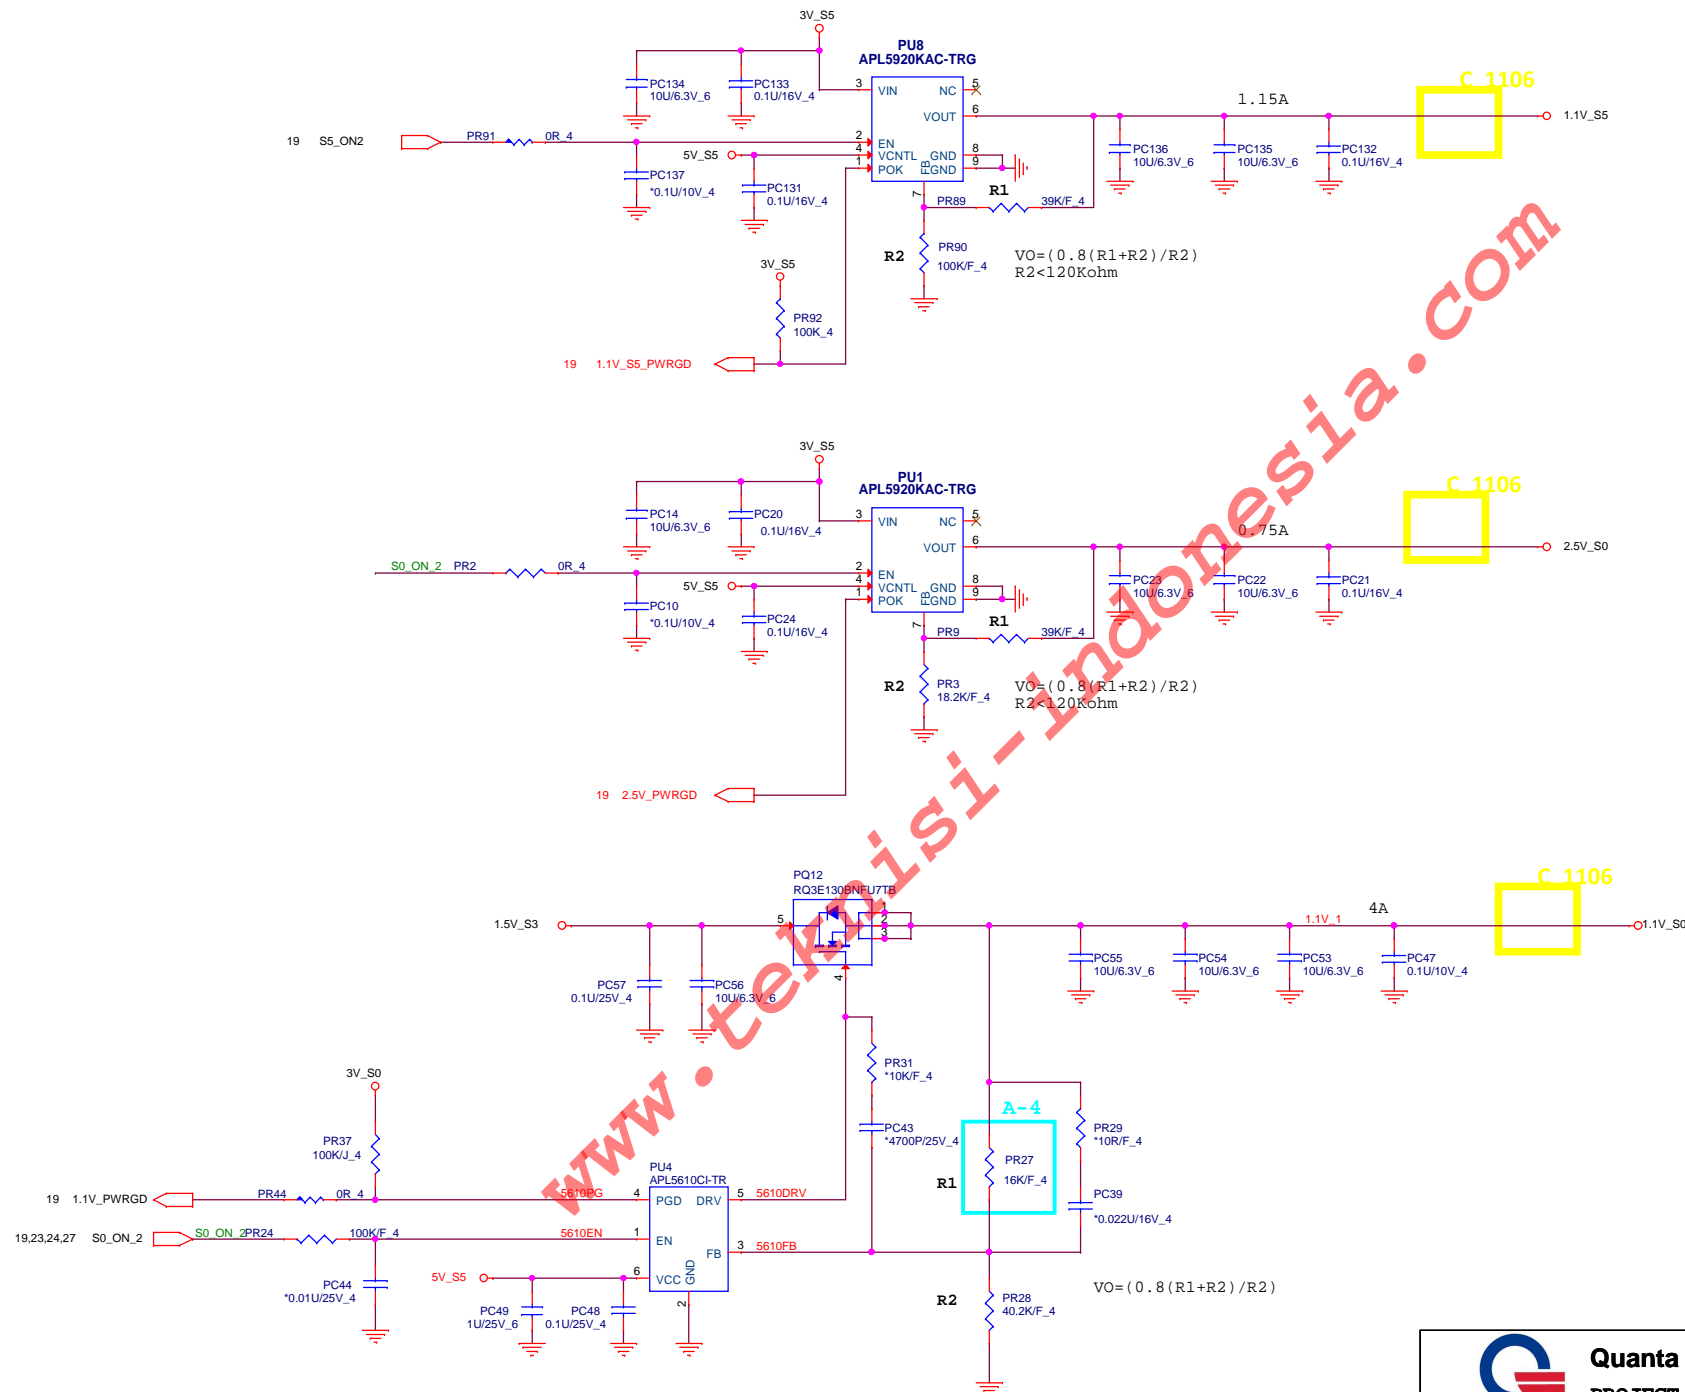 3V_S5
PU8
APL5920KAC-TRG
PC134
10U/6.3V_6
PC133
0.1U/16V_4
3 VIN
NC 5
VOUT 6
1.15A
C_1106
1.1V_S5
19 S5_ON2
PR91 0R_4
2 EN
4 VCNTL
1 POK
GND 8
FGND 9
FB
7
5V_S5
PC137
*0.1U/10V_4
PC131
0.1U/16V_4
PC136
10U/6.3V_6
PC135
10U/6.3V_6
PC132
0.1U/16V_4
R1
PR89 39K/F_4
R2
PR90
100K/F_4
VO=(0.8(R1+R2)/R2)
R2<120Kohm
3V_S5
PR92
100K_4
19 1.1V_S5_PWRGD
3V_S5
PU1
APL5920KAC-TRG
PC14
10U/6.3V_6
PC20
0.1U/16V_4
3 VIN
NC 5
VOUT 6
0.75A
C_1106
2.5V_S0
S0_ON_2 PR2 0R_4
2 EN
4 VCNTL
1 POK
GND 8
FGND 9
FB
7
5V_S5
PC10
*0.1U/10V_4
PC24
0.1U/16V_4
PC23
10U/6.3V_6
PC22
10U/6.3V_6
PC21
0.1U/16V_4
R1
PR9 39K/F_4
R2
PR3
18.2K/F_4
VO=(0.8(R1+R2)/R2)
R2<120Kohm
19 2.5V_PWRGD
PQ12
RQ3E130BNFU7TB
1.5V_S3
5
1
2
3
4
1.1V_1
4A
C_1106
1.1V_S0
PC57
0.1U/25V_4
PC56
10U/6.3V_6
PC55
10U/6.3V_6
PC54
10U/6.3V_6
PC53
10U/6.3V_6
PC47
0.1U/10V_4
PR31
*10K/F_4
PC43
*4700P/25V_4
A-4
R1
PR27
16K/F_4
PR29
*10R/F_4
PC39
*0.022U/16V_4
3V_S0
PR37
100K/J_4
PU4
APL5610CI-TR
19 1.1V_PWRGD
PR44 0R_4
5610PG
4 PGD
DRV 5
5610DRV
19,23,24,27 S0_ON_2
S0_ON_2 PR24 100K/F_4
5610EN
1 EN
FB 3
5610FB
5V_S5
6 VCC
GND
2
PC44
*0.01U/25V_4
PC49
1U/25V_6
PC48
0.1U/25V_4
R2
PR28
40.2K/F_4
VO=(0.8(R1+R2)/R2)
www.teknisi-indonesia.com
Quanta